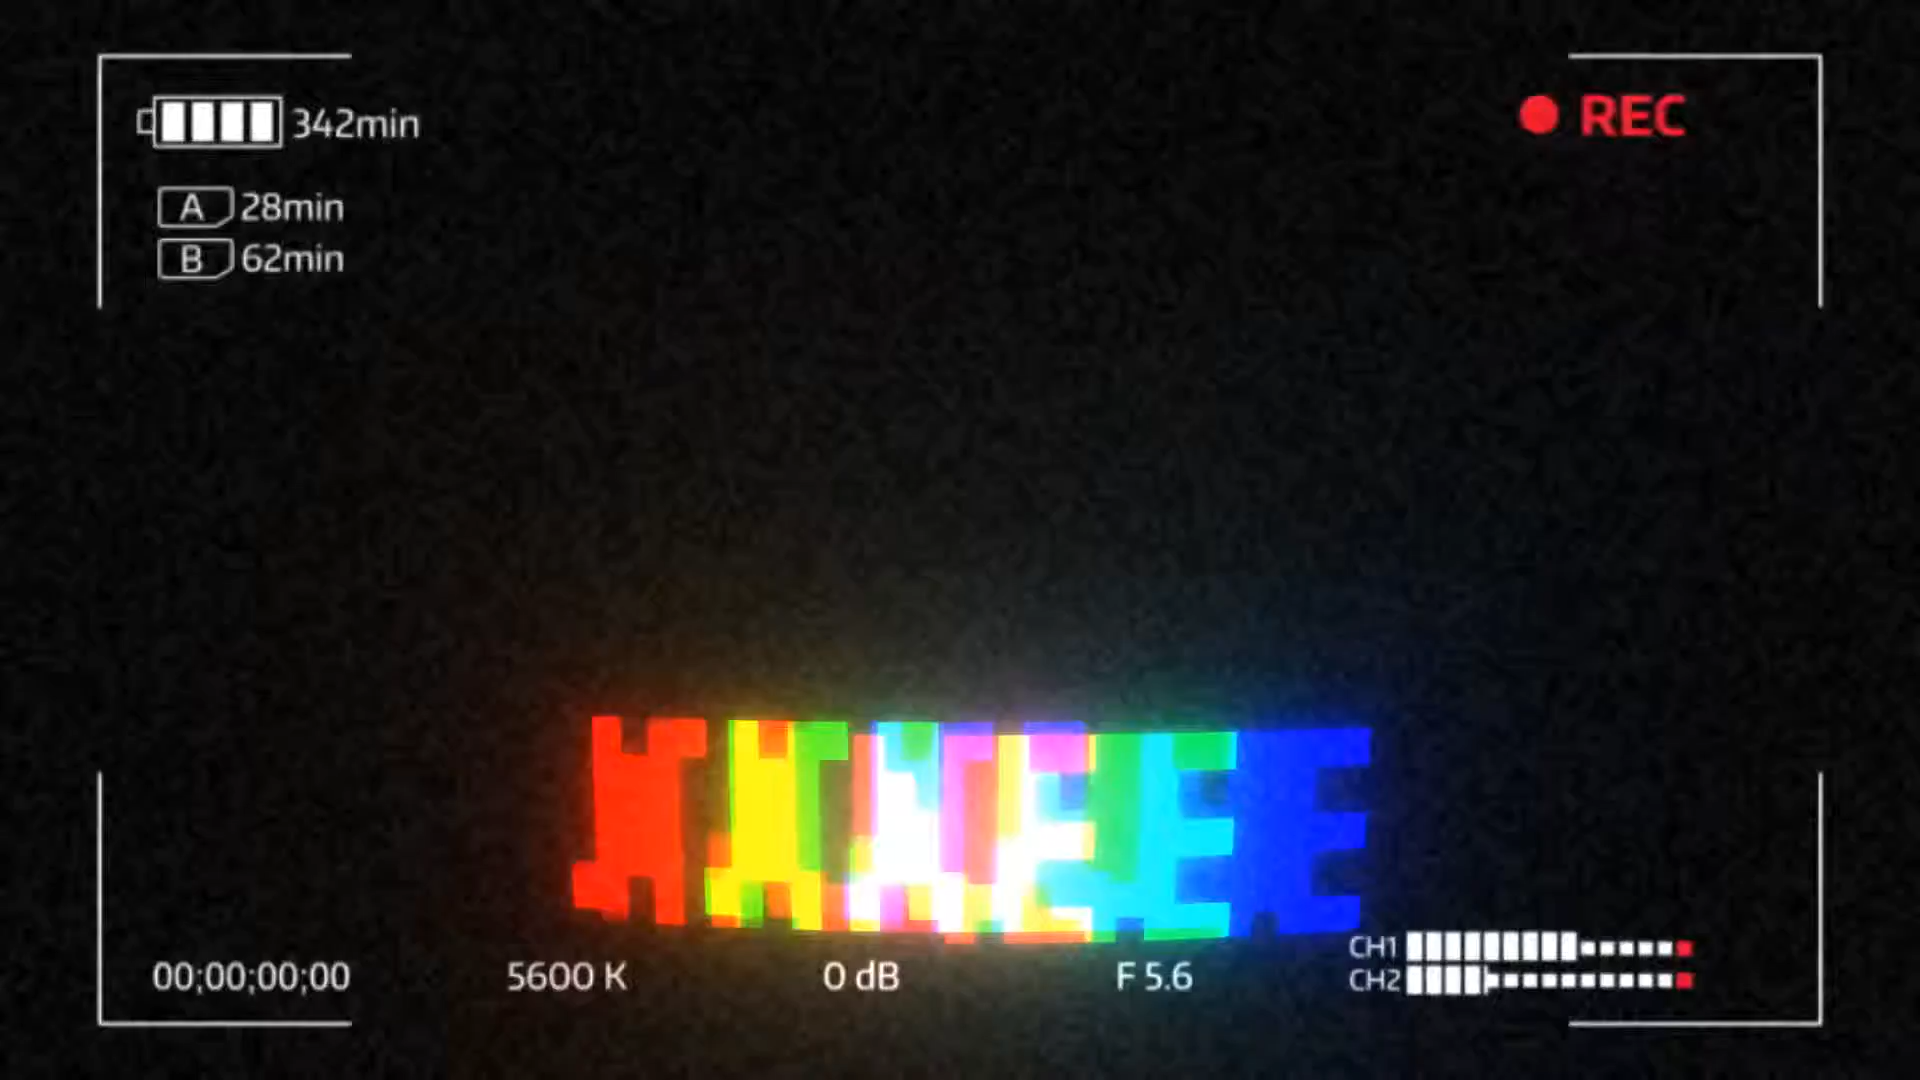 342min
REC
A 28min
B 62min
00;00;00;00
5600 K
0 dB
F 5.6
CH1
CH2